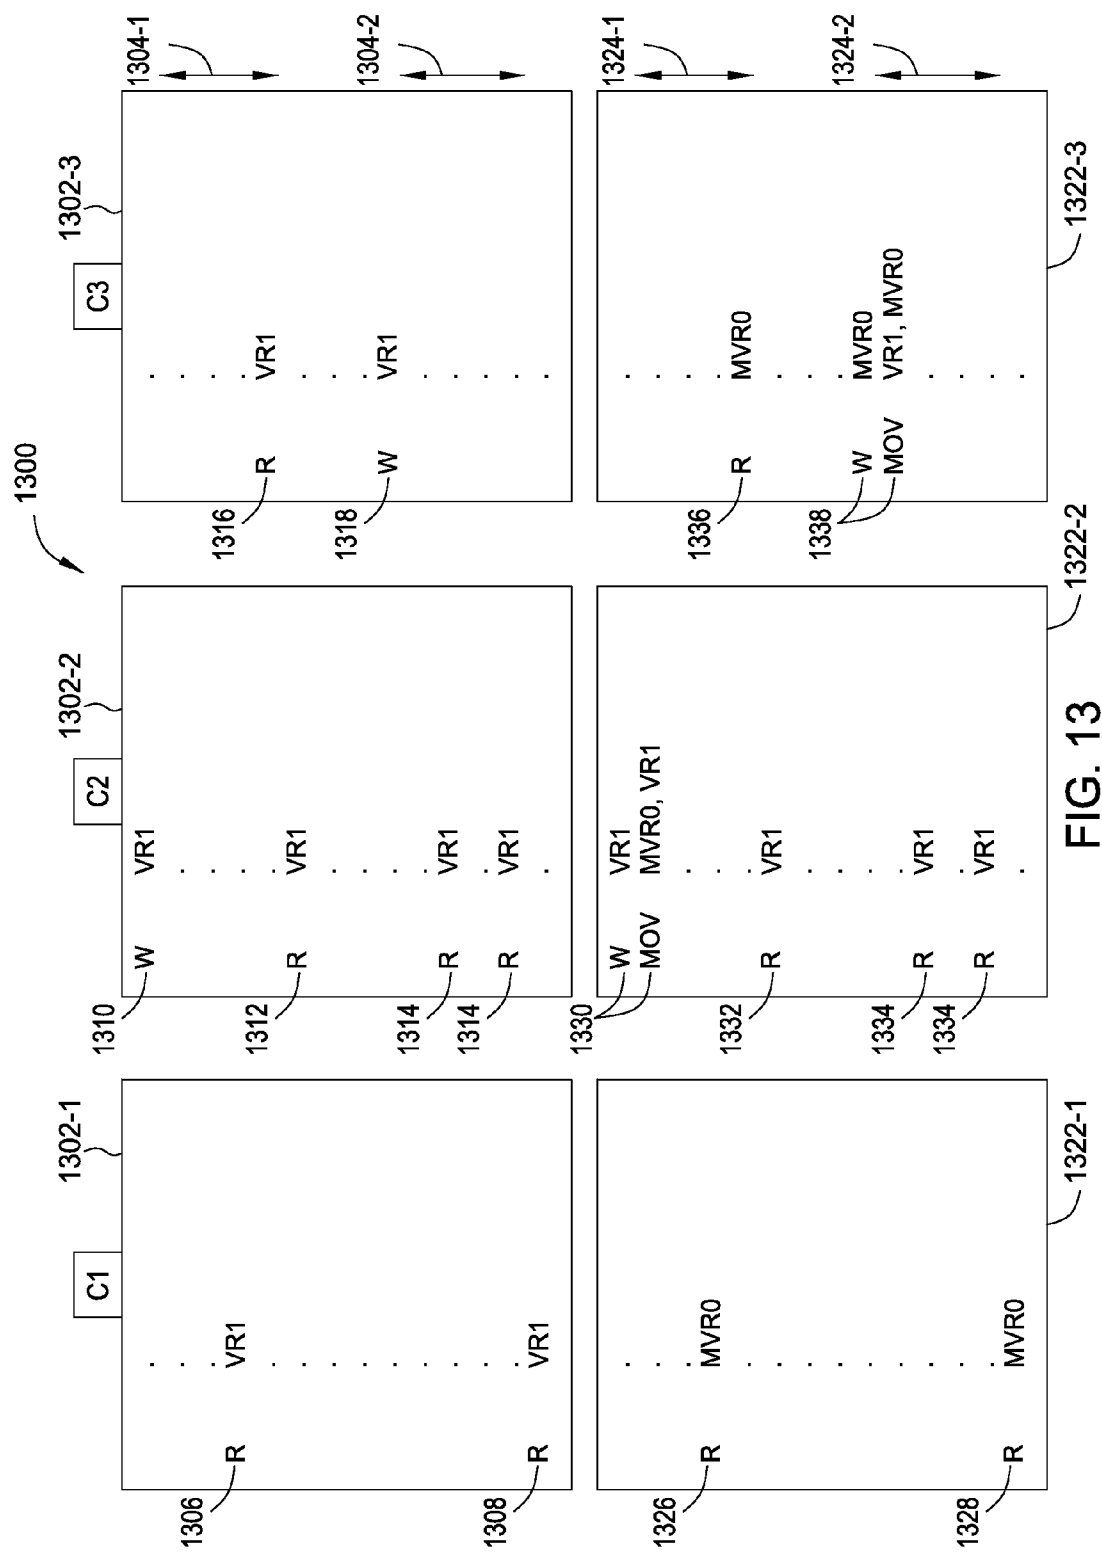 1300
C1
1302-1
C2
1302-2
C3
1302-3
1306 R VR1
1308 R VR1
1310 W VR1
1312 R VR1
1314 R VR1
1314 R VR1
1316 R VR1
1318 W VR1
1304-1
1304-2
1326 R MVR0
1328 R MVR0
1322-1
1330 W VR1
MOV MVR0, VR1
1332 R VR1
1334 R VR1
1334 R VR1
1322-2
1336 R MVR0
1338 W MVR0
MOV VR1, MVR0
1322-3
1324-1
1324-2
FIG. 13